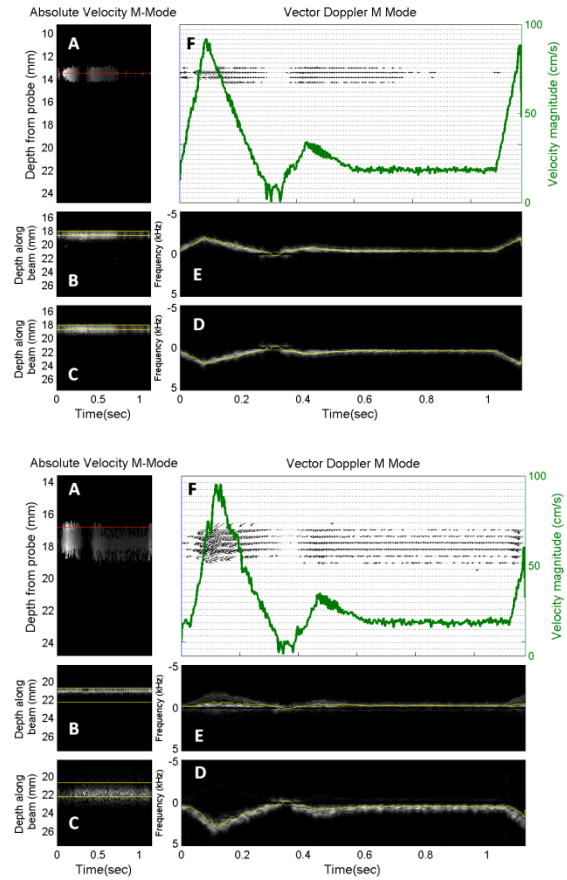 Absolute Velocity M-Mode Vector Doppler M Mode
A F
Depth from probe (mm)
10
12
14
16
18
20
22
24
Velocity magnitude (cm/s)
100
50
0
B E
Depth along
beam (mm)
16
18
20
22
24
26
Frequency (kHz)
-5
0
5
C D
Depth along
beam (mm)
16
18
20
22
24
26
Frequency (kHz)
0
5
0 0.5 1 0 0.2 0.4 0.6 0.8 1
Time(sec) Time(sec)
Absolute Velocity M-Mode Vector Doppler M Mode
A F
Depth from probe (mm)
14
16
18
20
22
24
Velocity magnitude (cm/s)
100
50
0
B E
Depth along
beam (mm)
20
22
24
26
Frequency (kHz)
-5
0
5
C D
Depth along
beam (mm)
20
22
24
26
Frequency (kHz)
0
5
0 0.5 1 0 0.2 0.4 0.6 0.8 1
Time(sec) Time(sec)